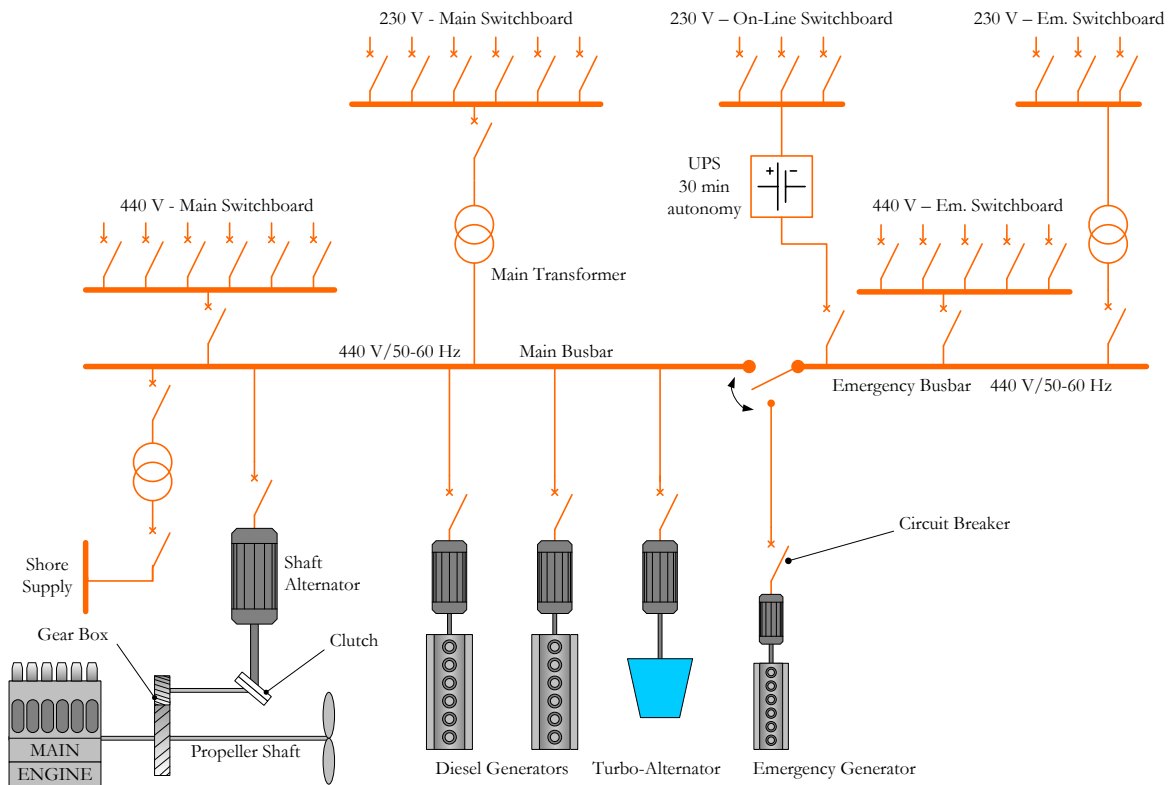 230 V - Main Switchboard
230 V – On-Line Switchboard
230 V – Em. Switchboard
UPS
30 min
autonomy
+ −
440 V - Main Switchboard
440 V – Em. Switchboard
Main Transformer
440 V/50-60 Hz
Main Busbar
Emergency Busbar
440 V/50-60 Hz
Circuit Breaker
Shore
Supply
Shaft
Alternator
Gear Box
Clutch
MAIN
ENGINE
Propeller Shaft
Diesel Generators
Turbo-Alternator
Emergency Generator